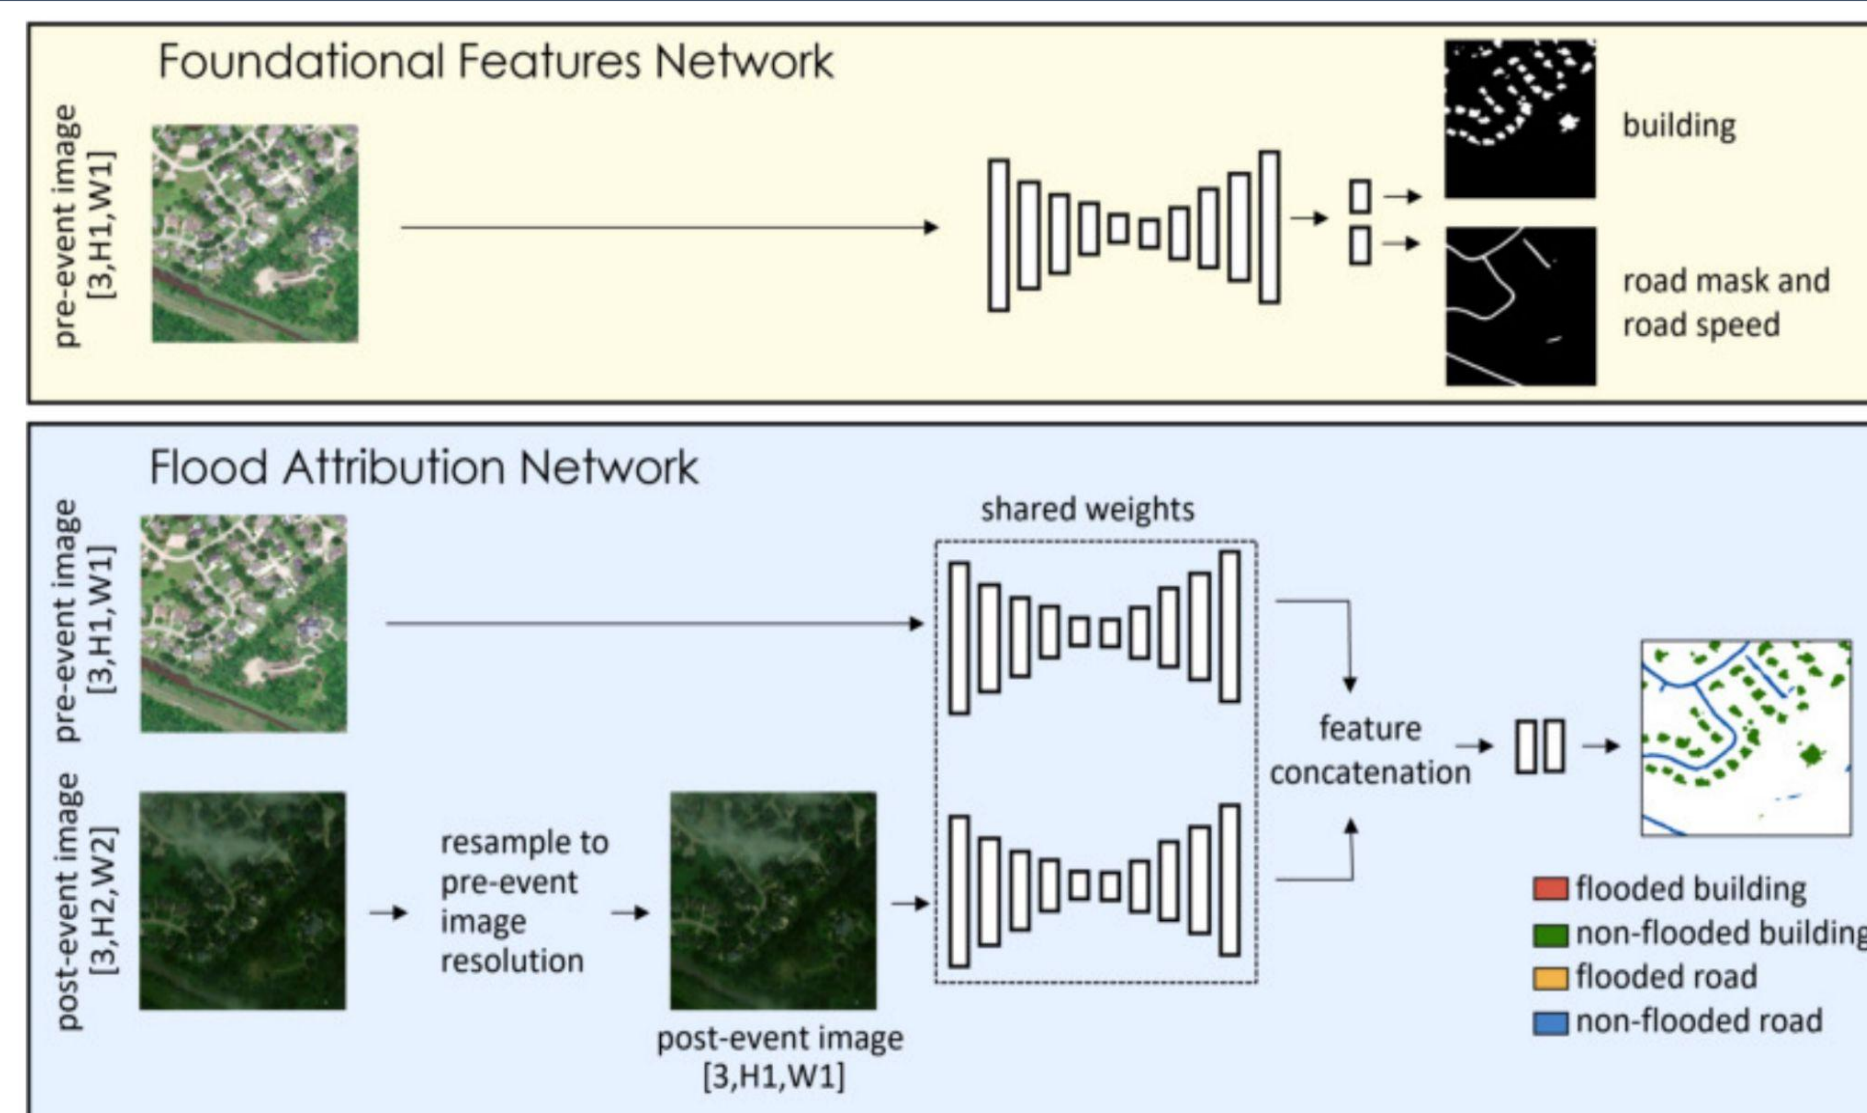 Foundational Features Network
pre-event image
[3,H1,W1]
building
road mask and
road speed
Flood Attribution Network
pre-event image
[3,H1,W1]
shared weights
feature
concatenation
post-event image
[3,H2,W2]
resample to
pre-event
image
resolution
post-event image
[3,H1,W1]
flooded building
non-flooded building
flooded road
non-flooded road